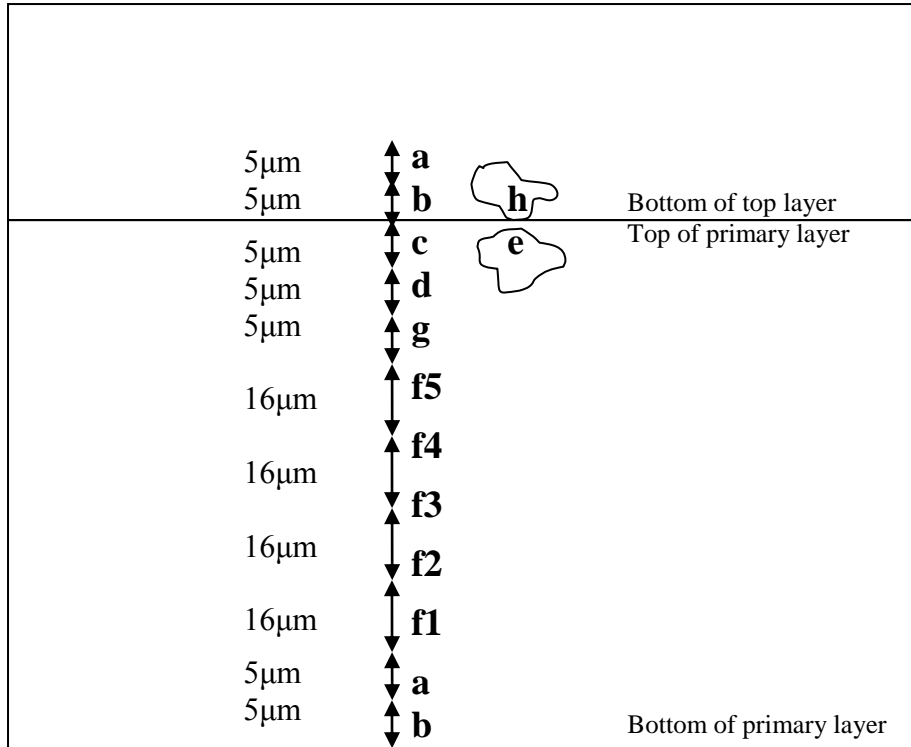 5μm a
5μm b h Bottom of top layer
5μm c e Top of primary layer
5μm d
5μm g
16μm f5
16μm f4
f3
16μm f2
16μm f1
5μm a
5μm b Bottom of primary layer